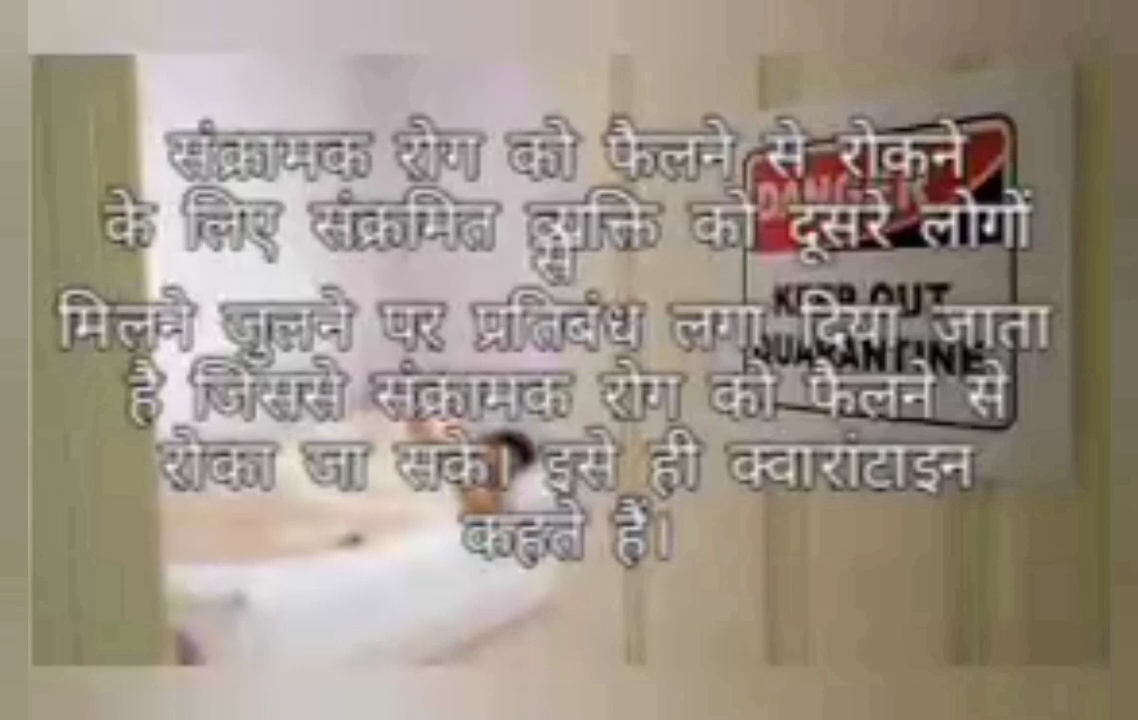 संक्रामक रोग को फैलने से रोकने
के लिए संक्रमित व्यक्ति को दूसरे लोगों
से
मिलने जुलने पर प्रतिबंध लगा दिया जाता
है जिससे संक्रामक रोग को फैलने से
रोका जा सके। इसे ही क्वारांटाइन
कहते हैं।
KEEP OUT
QUARANTINE